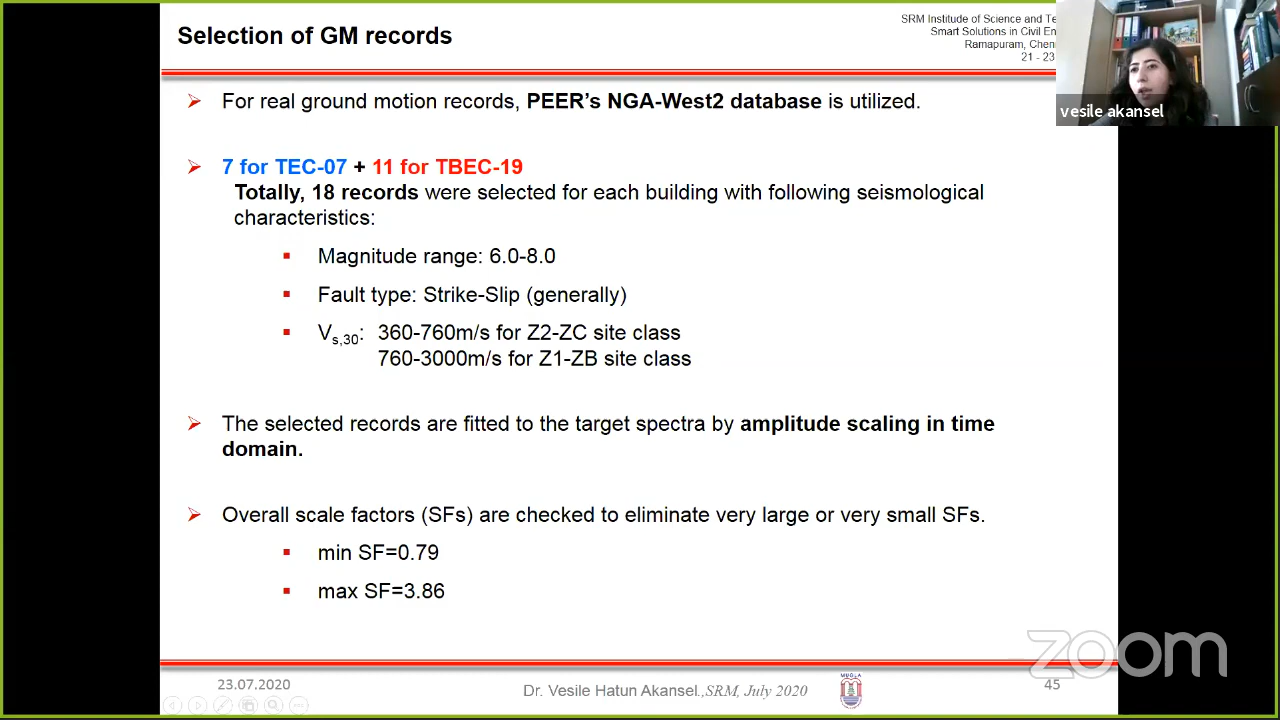 Selection of GM records
SRM Institude of Science and Te
Smart Solutions in Civil En
Ramapuram, Chenn
21 - 23
vesile akansel
For real ground motion records, PEER's NGA-West2 database is utilized.
7 for TEC-07 + 11 for TBEC-19
Totally, 18 records were selected for each building with following seismological
characteristics:
Magnitude range: 6.0-8.0
Fault type: Strike-Slip (generally)
Vs,30: 360-760m/s for Z2-ZC site class
760-3000m/s for Z1-ZB site class
The selected records are fitted to the target spectra by amplitude scaling in time
domain.
Overall scale factors (SFs) are checked to eliminate very large or very small SFs.
min SF=0.79
max SF=3.86
zoom
23.07.2020
Dr. Vesile Hatun Akansel.,SRM, July 2020
MUĞLA
45